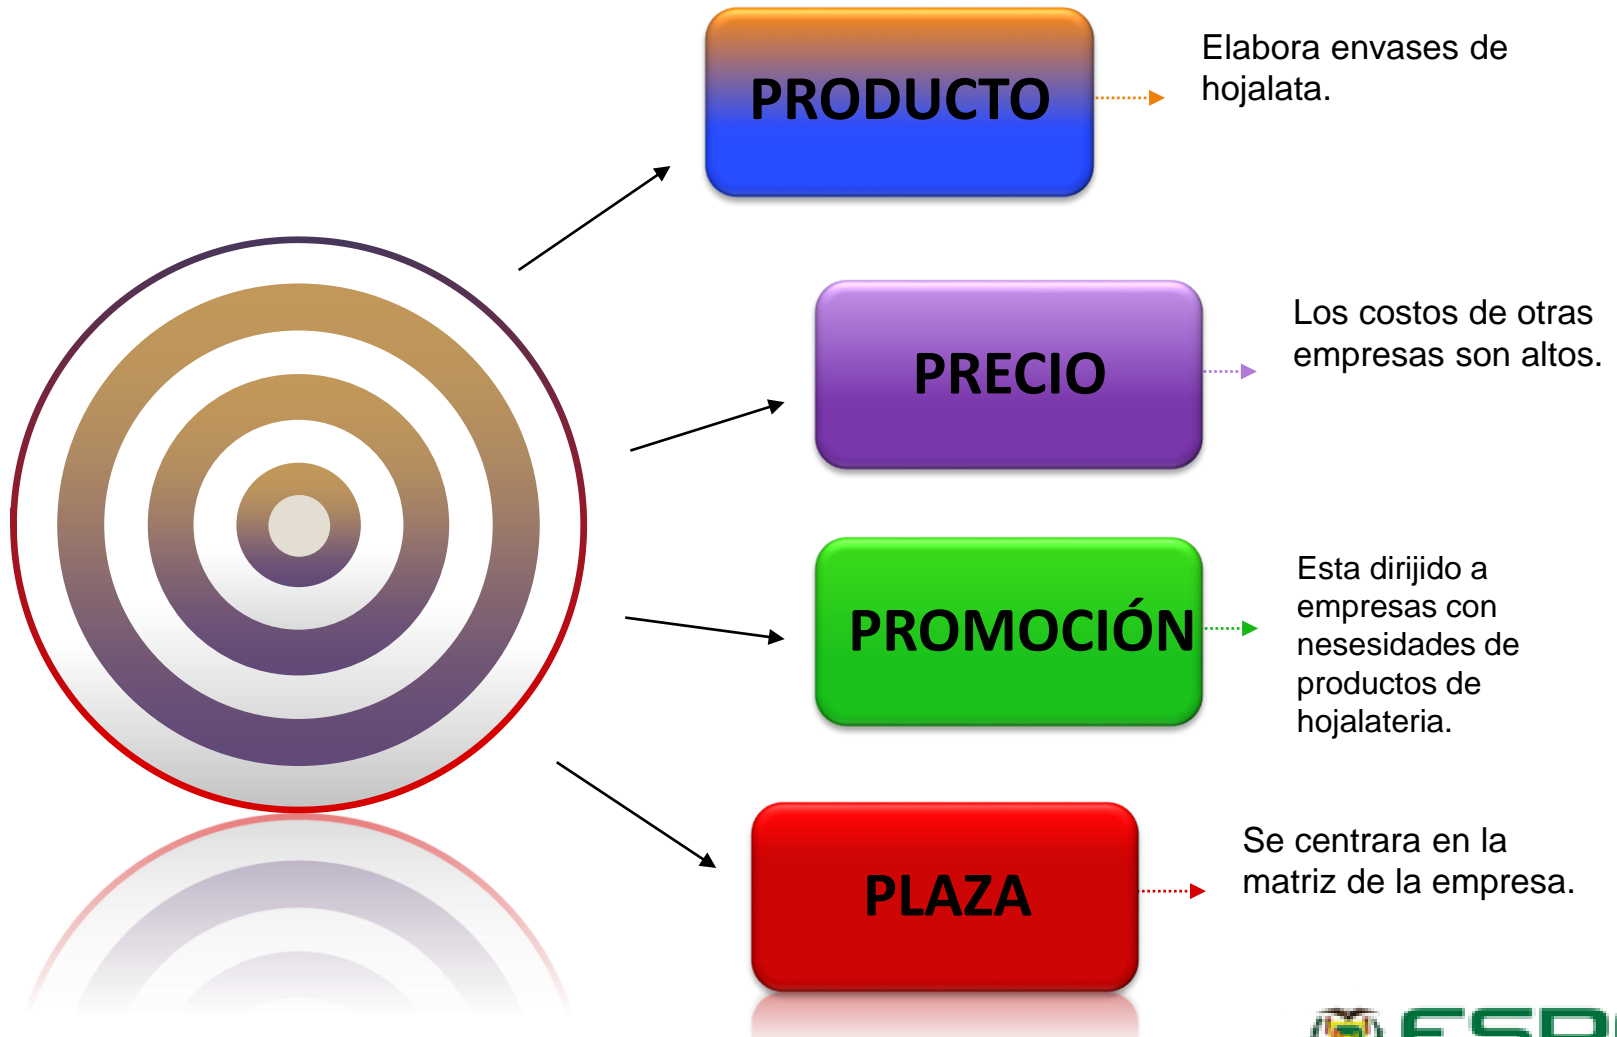 PRODUCTO
Elabora envases de
hojalata.
PRECIO
Los costos de otras
empresas son altos.
PROMOCIÓN
Esta dirijido a
empresas con
nesesidades de
productos de
hojalateria.
PLAZA
Se centrara en la
matriz de la empresa.